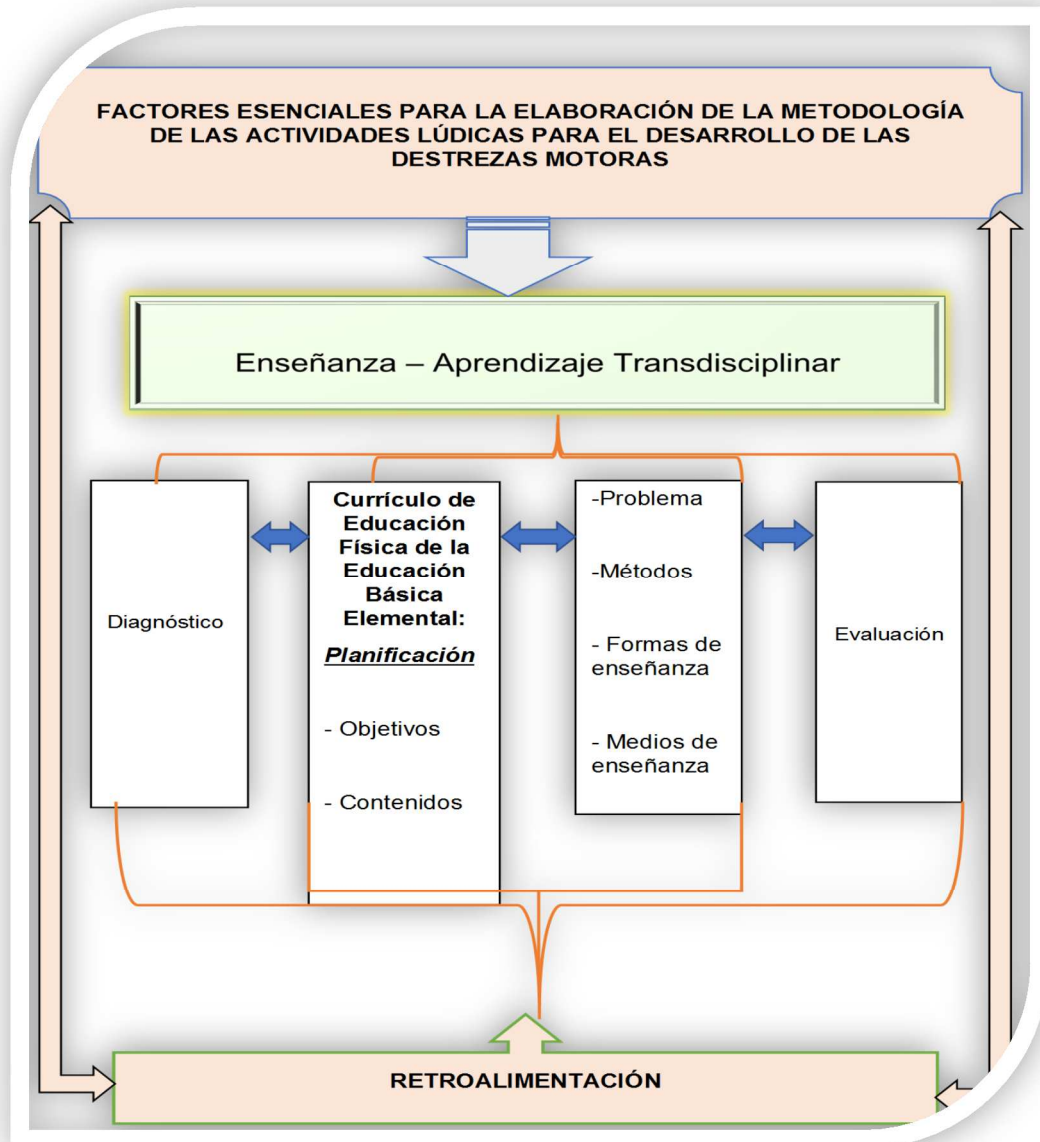 FACTORES ESENCIALES PARA LA ELABORACIÓN DE LA METODOLOGÍA
DE LAS ACTIVIDADES LÚDICAS PARA EL DESARROLLO DE LAS
DESTREZAS MOTORAS
Enseñanza – Aprendizaje Transdisciplinar
Diagnóstico
Currículo de
Educación
Física de la
Educación
Básica
Elemental:
Planificación
- Objetivos
- Contenidos
-Problema
-Métodos
- Formas de
enseñanza
- Medios de
enseñanza
Evaluación
RETROALIMENTACIÓN